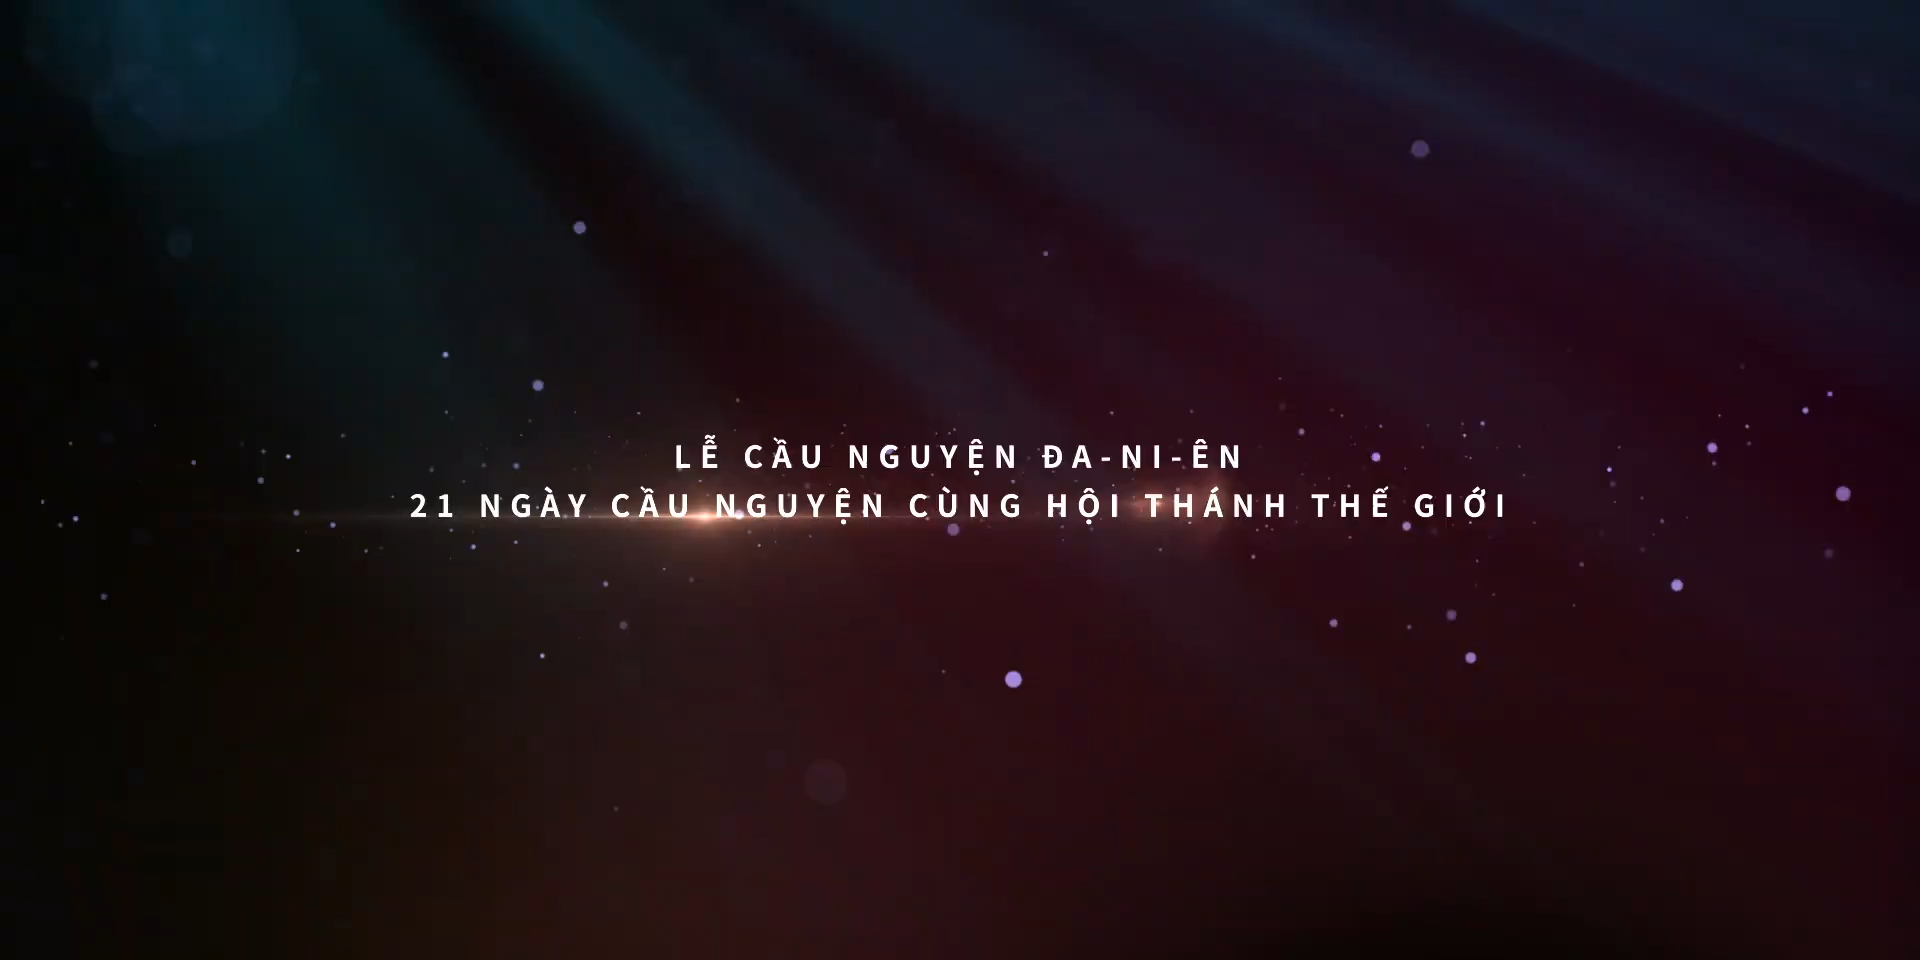 LỄ CẦU NGUYỆN ĐA-NI-ÊN
21 NGÀY CẦU NGUYỆN CÙNG HỘI THÁNH THẾ GIỚI